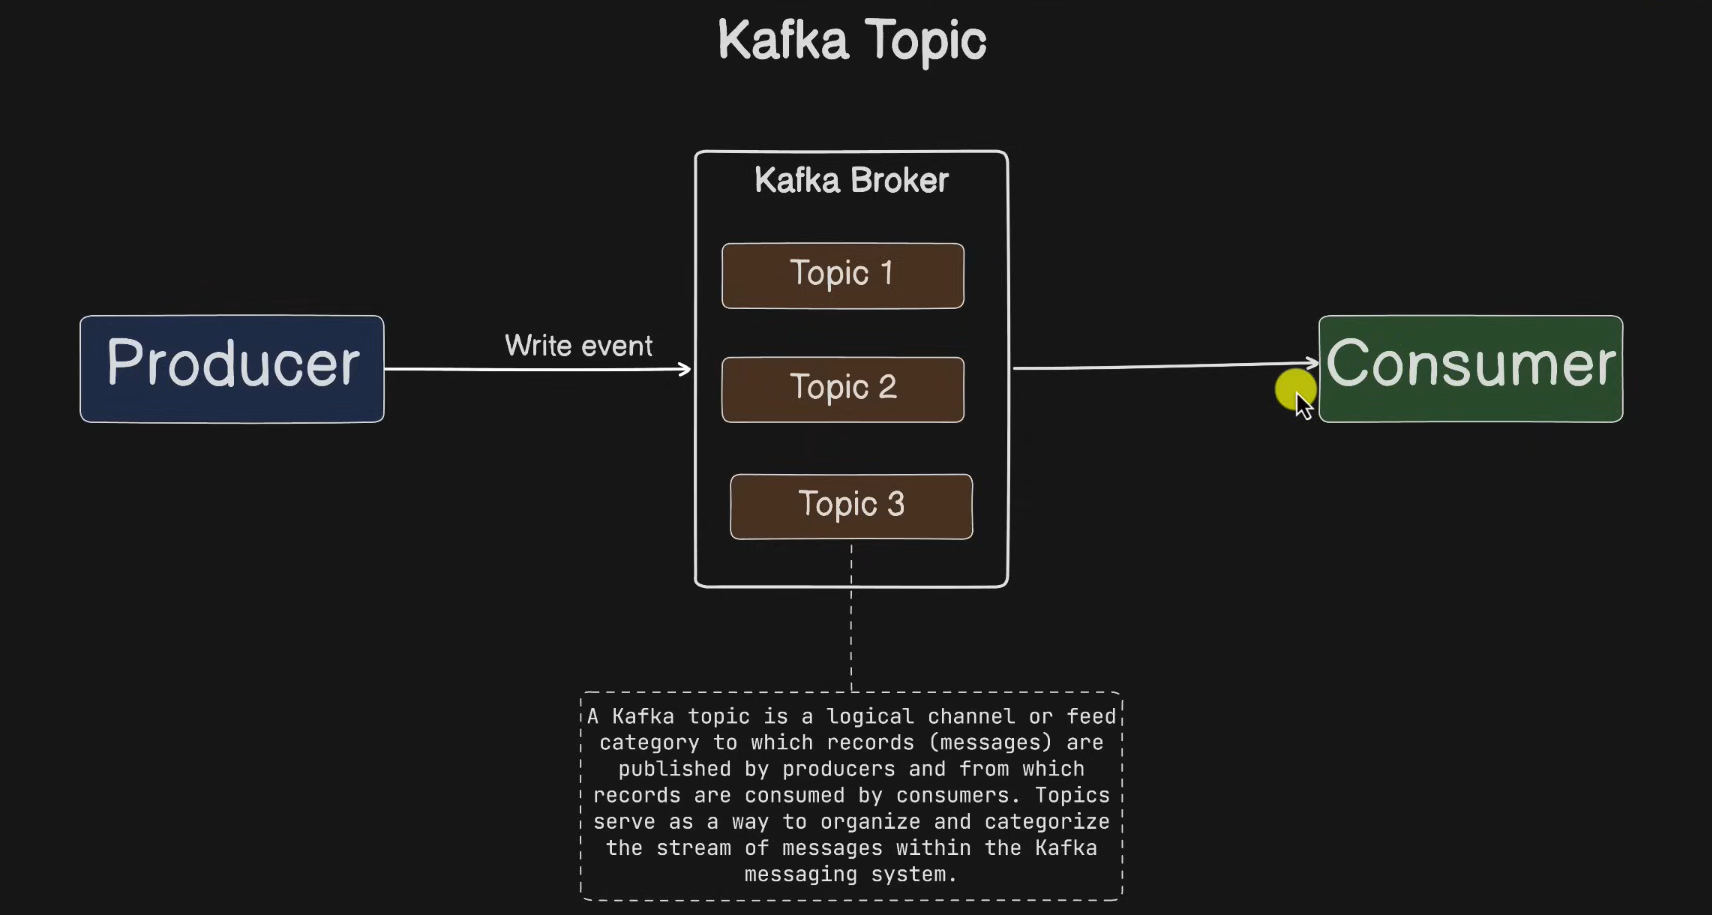 Kafka Topic
Kafka Broker
Topic 1
Producer
Write event
Topic 2
Consumer
Topic 3
A Kafka topic is a logical channel or feed
category to which records (messages) are
published by producers and from which
records are consumed by consumers. Topics
serve as a way to organize and categorize
the stream of messages within the Kafka
messaging system.